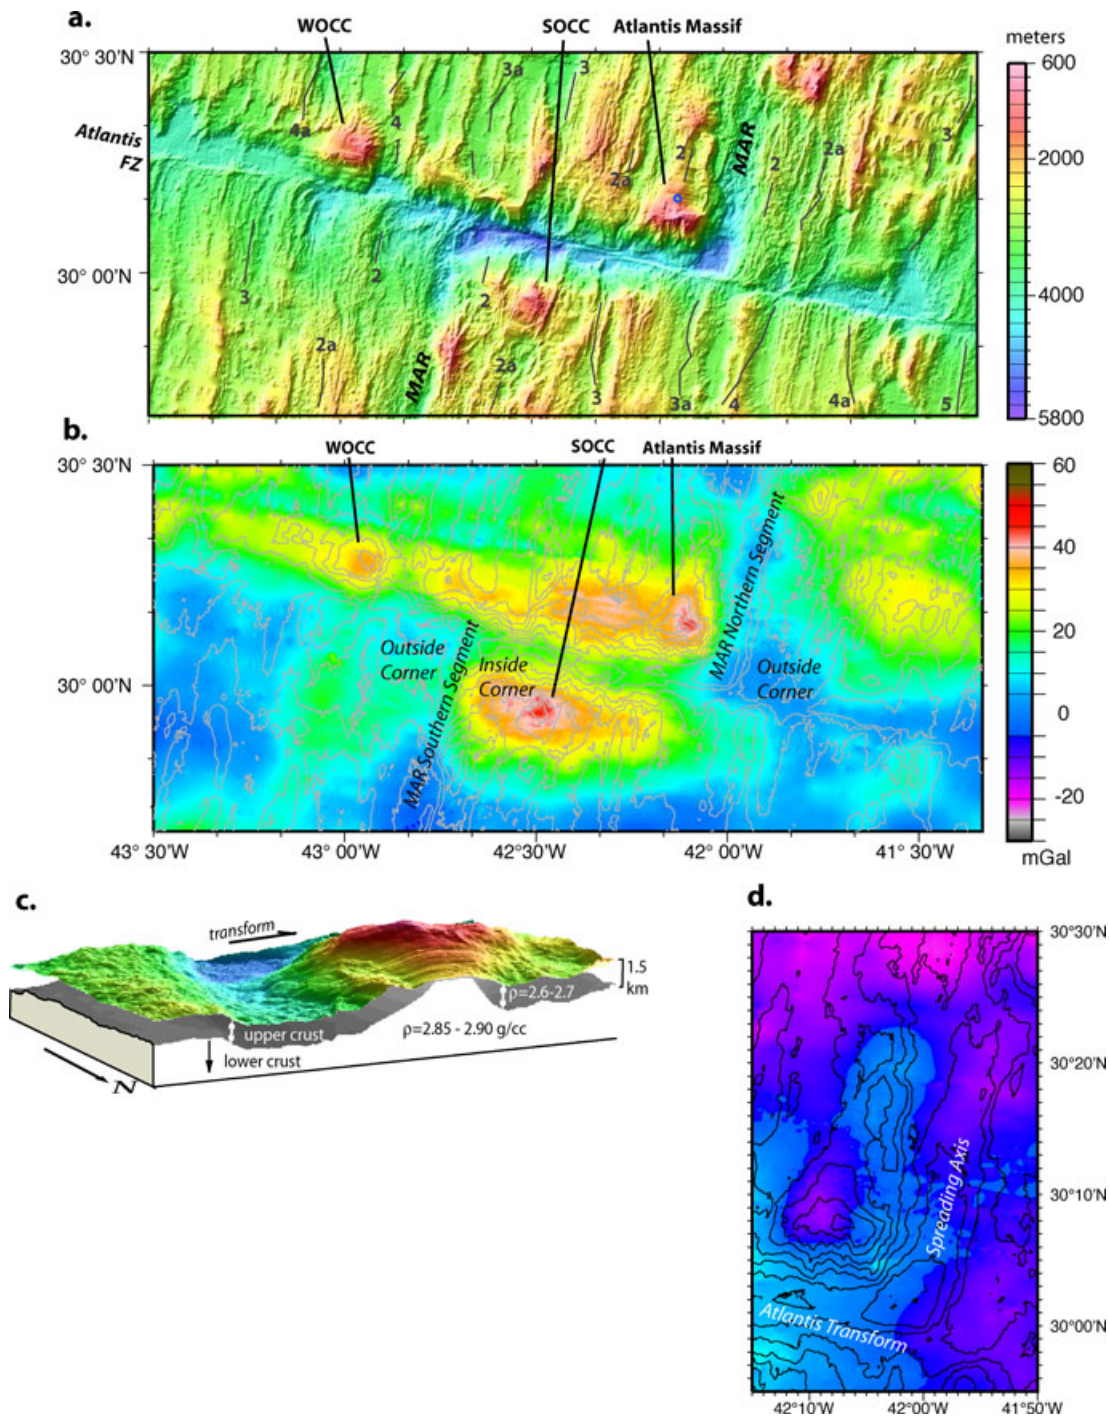 a.
WOCC
SOCC
Atlantis Massif
meters
30° 30'N
600
3a
3
4a
4
Atlantis
FZ
MAR
3
2
2a
2
2a
2000
30° 00'N
3
2
2
4000
2a
MAR
2a
3
3a
4
4a
5
5800
b.
WOCC
SOCC
Atlantis Massif
30° 30'N
60
40
MAR Northern Segment
Outside
Corner
MAR Southern Segment
Inside
Corner
Outside
Corner
20
30° 00'N
0
-20
mGal
43° 30'W
43° 00'W
42° 30'W
42° 00'W
41° 30'W
c.
transform
1.5
km
ρ=2.6-2.7
upper crust
ρ=2.85 - 2.90 g/cc
lower crust
N
d.
30°30'N
30°20'N
30°10'N
Spreading Axis
30°00'N
Atlantis Transform
42°10'W
42°00'W
41°50'W